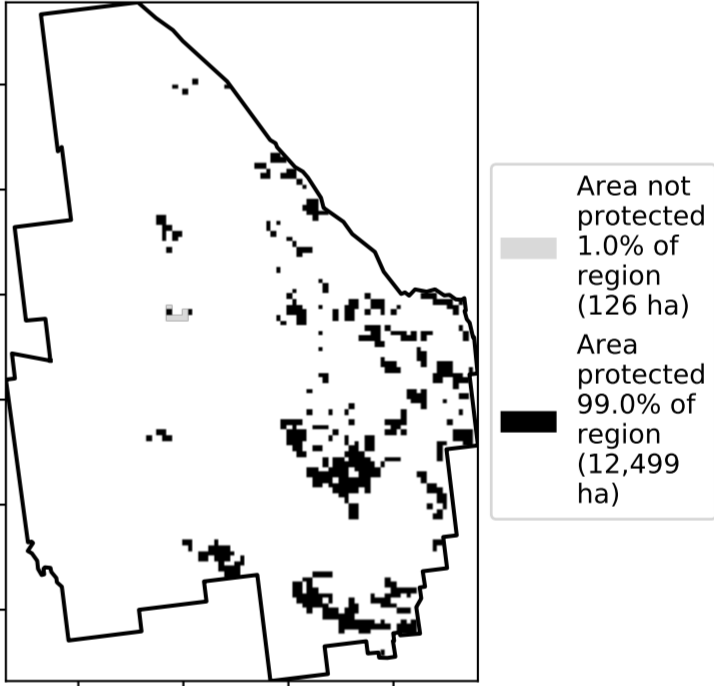 Area not
protected
1.0% of
region
(126 ha)
Area
protected
99.0% of
region
(12,499
ha)